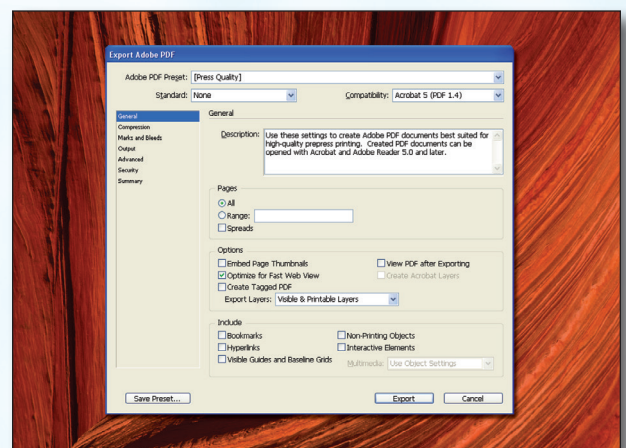 Export Adobe PDF
Adobe PDF Preset: [Press Quality]
Standard: None Compatibility: Acrobat 5 (PDF 1.4)
General
Compression
Marks and Bleeds
Output
Advanced
Security
Summary
General
Description: Use these settings to create Adobe PDF documents best suited for
high-quality prepress printing. Created PDF documents can be
opened with Acrobat and Adobe Reader 5.0 and later.
Pages
All
Range:
Spreads
Options
Embed Page Thumbnails View PDF after Exporting
Optimize for Fast Web View Create Acrobat Layers
Create Tagged PDF
Export Layers: Visible & Printable Layers
Include
Bookmarks Non-Printing Objects
Hyperlinks Interactive Elements
Visible Guides and Baseline Grids Multimedia: Use Object Settings
Save Preset... Export Cancel